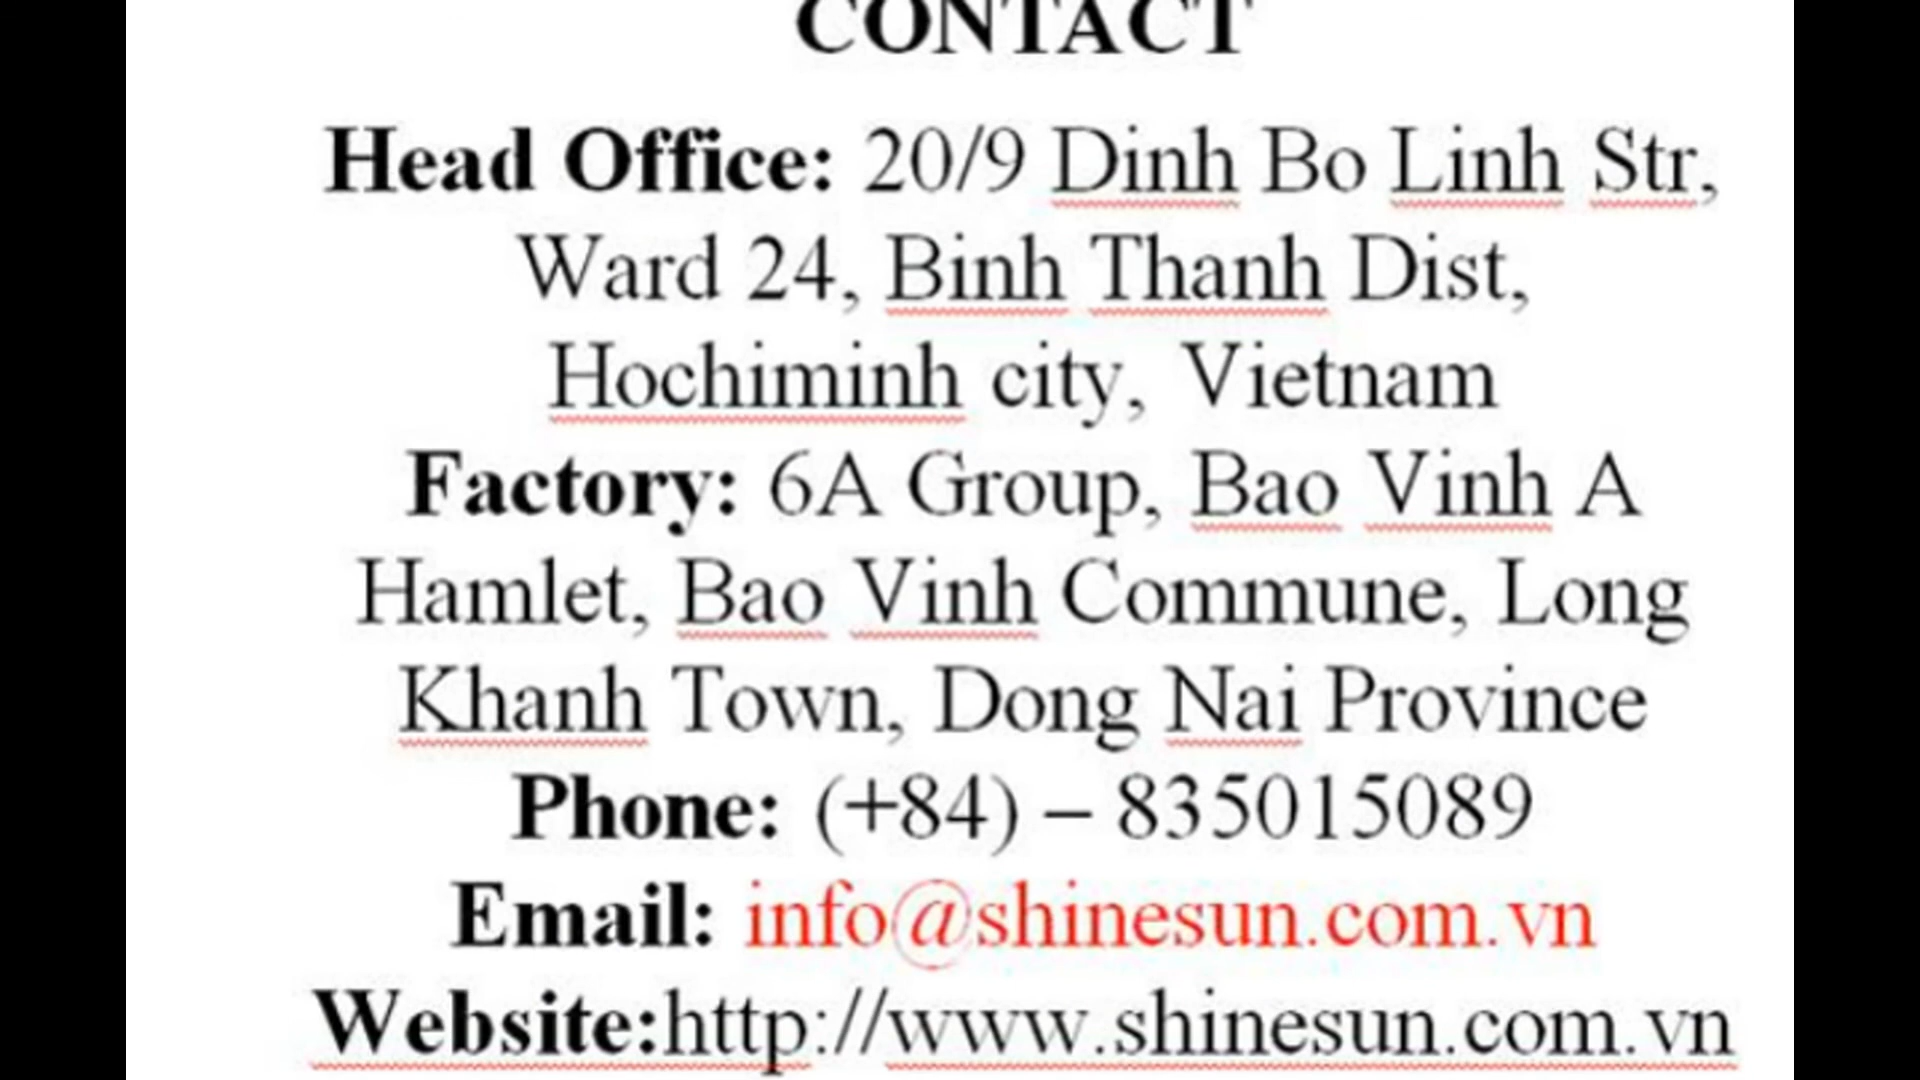 CONTACT
Head Office: 20/9 Dinh Bo Linh Str,
Ward 24, Binh Thanh Dist,
Hochiminh city, Vietnam
Factory: 6A Group, Bao Vinh A
Hamlet, Bao Vinh Commune, Long
Khanh Town, Dong Nai Province
Phone: (+84) – 835015089
Email: info@shinesun.com.vn
Website:http://www.shinesun.com.vn